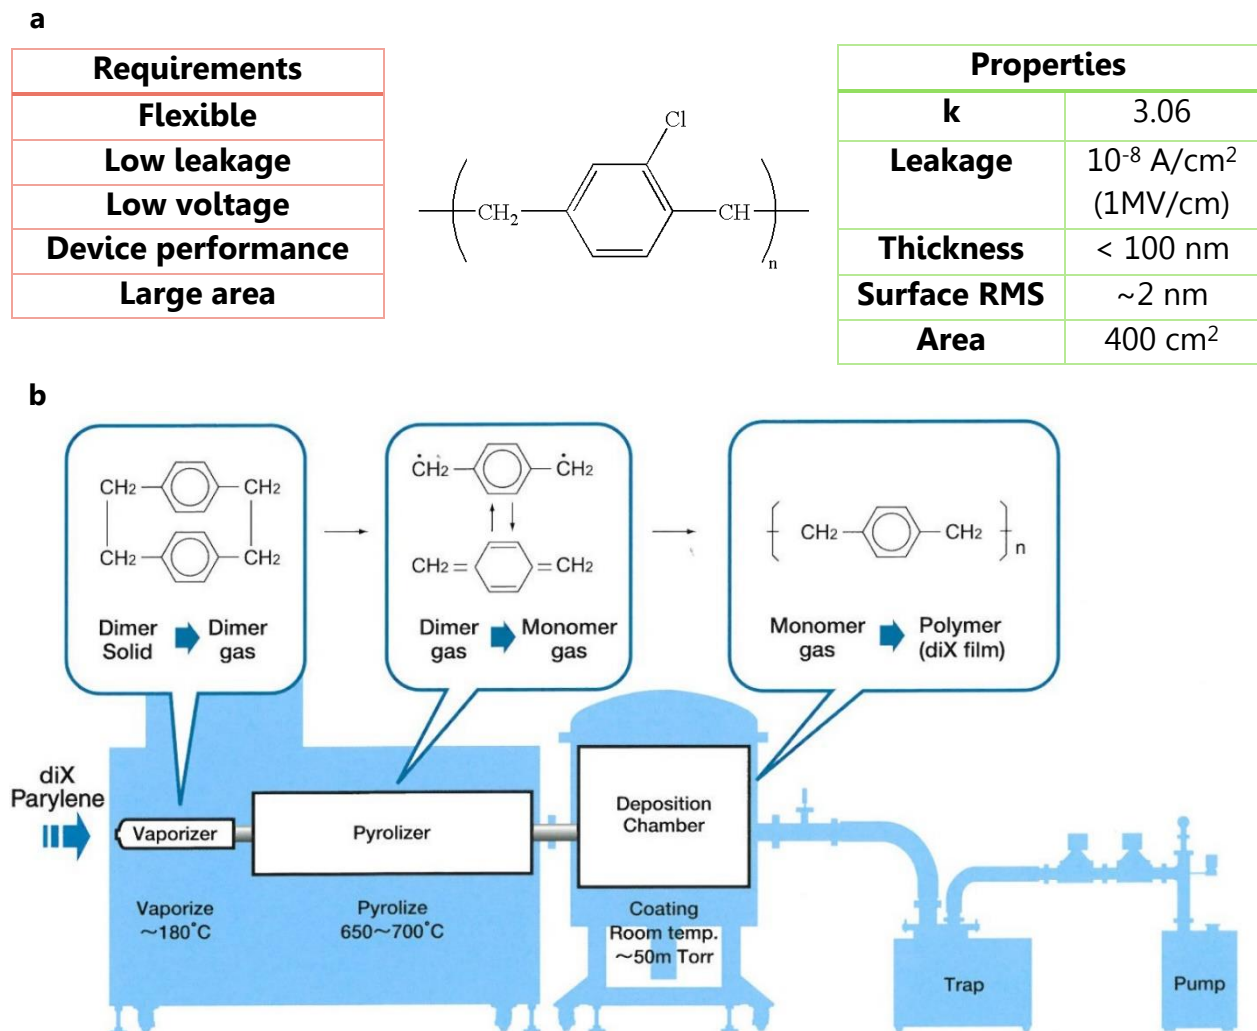 a
Requirements
Flexible
Low leakage
Low voltage
Device performance
Large area
Cl
CH2
CH
n
Properties
k 3.06
Leakage 10-8 A/cm2
(1MV/cm)
Thickness < 100 nm
Surface RMS ~2 nm
Area 400 cm2
b
CH2 CH2
CH2 CH2
Dimer Dimer
Solid gas
ĊH2 ĊH2
CH2= =CH2
Dimer Monomer
gas gas
CH2 CH2
n
Monomer Polymer
gas (diX film)
diX
Parylene
Vaporizer
Pyrolizer
Deposition
Chamber
Vaporize
~180°C
Pyrolize
650~700°C
Coating
Room temp.
~50m Torr
Trap
Pump